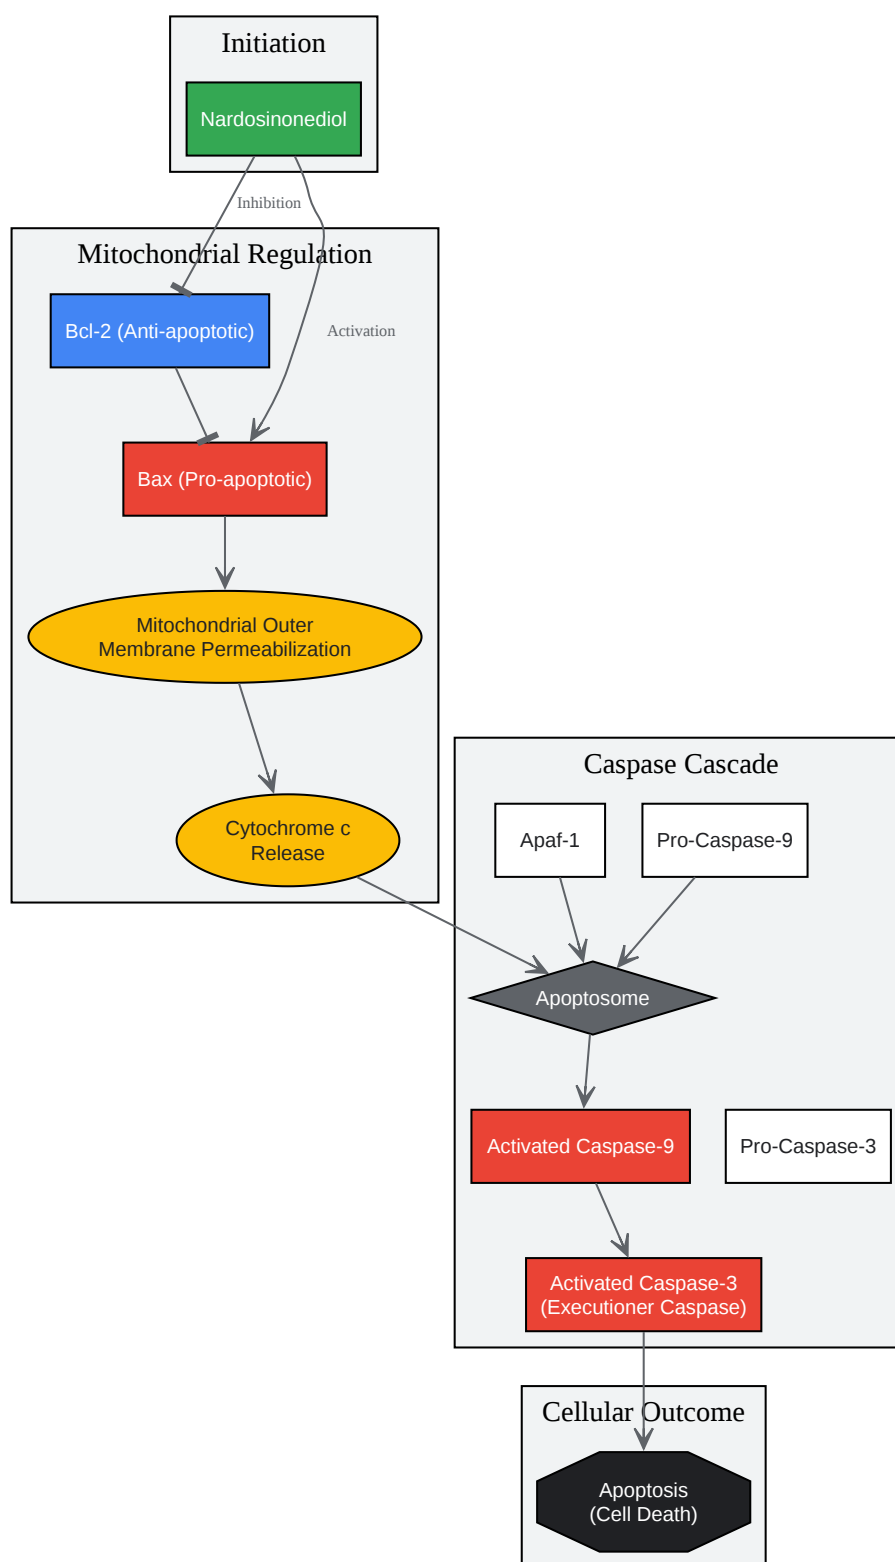 Initiation
Nardosinonediol
Inhibition
Mitochondrial Regulation
Bcl-2 (Anti-apoptotic)
Activation
Bax (Pro-apoptotic)
Mitochondrial Outer
Membrane Permeabilization
Cytochrome c
Release
Caspase Cascade
Apaf-1
Pro-Caspase-9
Apoptosome
Activated Caspase-9
Pro-Caspase-3
Activated Caspase-3
(Executioner Caspase)
Cellular Outcome
Apoptosis
(Cell Death)